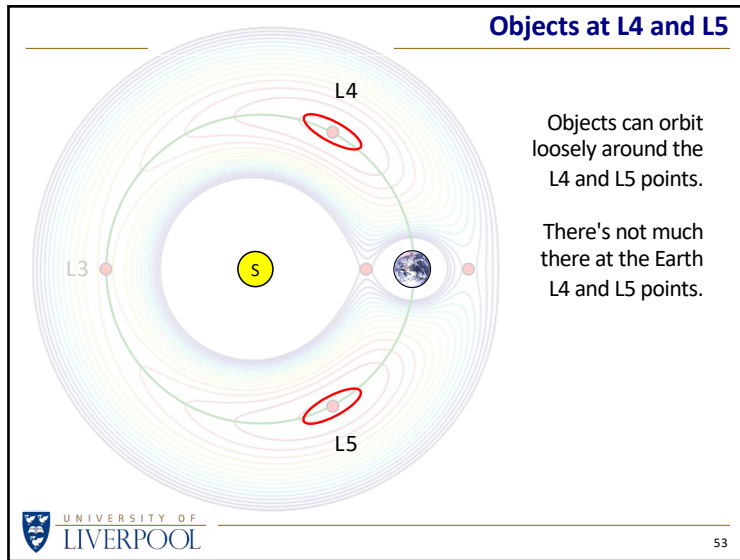 Objects at L4 and L5
L4
Objects can orbit
loosely around the
L4 and L5 points.
There's not much
there at the Earth
L4 and L5 points.
L3
S
L5
UNIVERSITY OF
LIVERPOOL
53